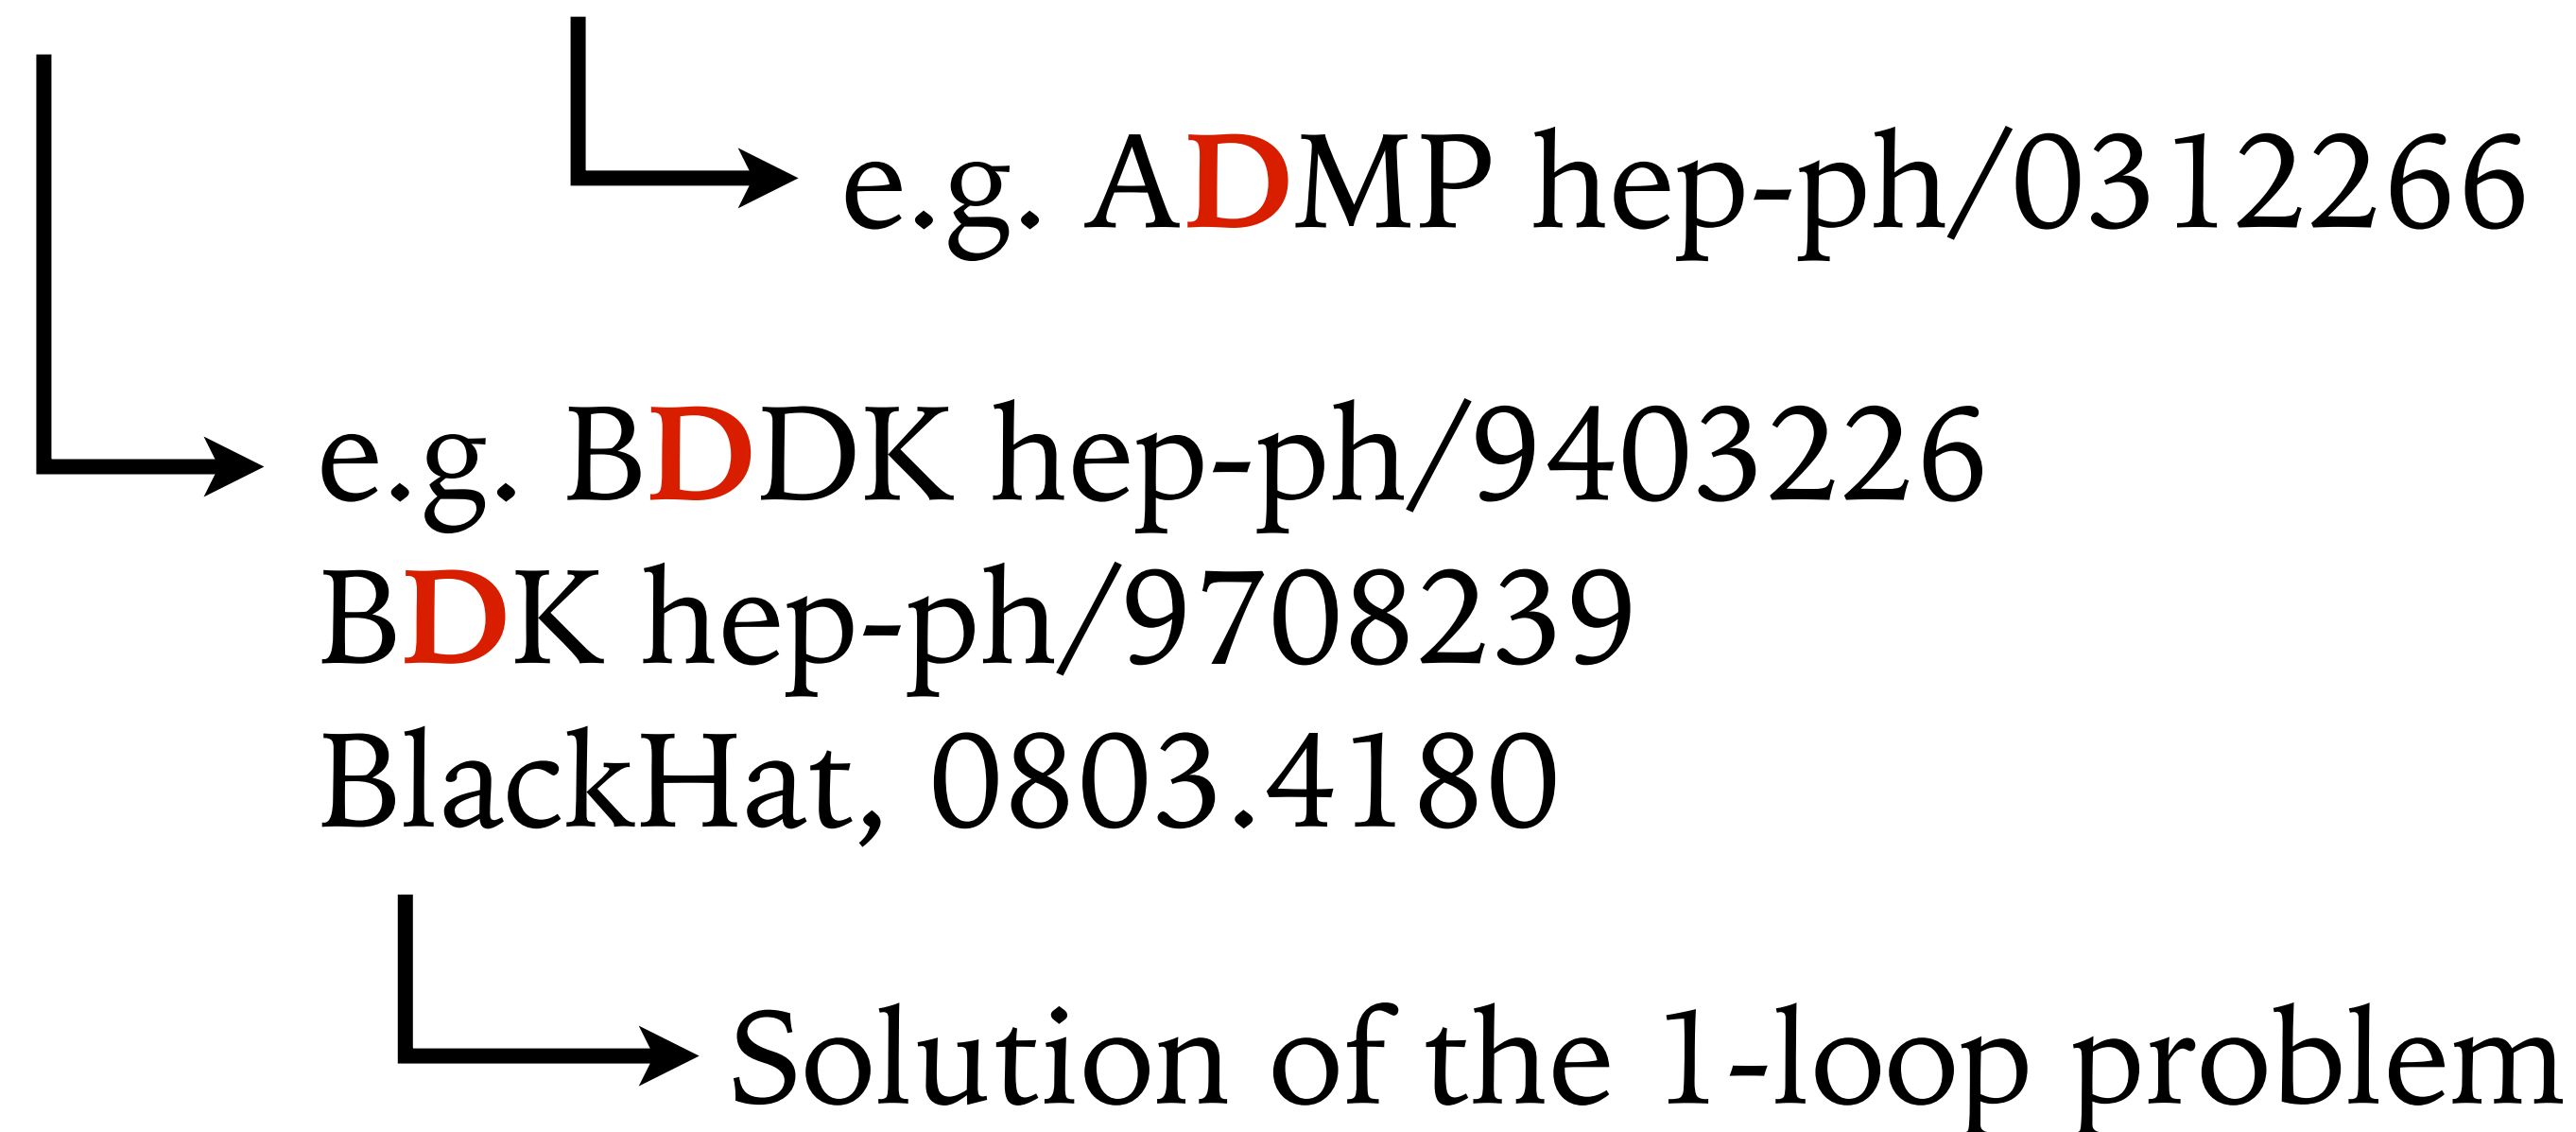 e.g. ADMP hep-ph/0312266
e.g. BDDK hep-ph/9403226
BDK hep-ph/9708239
BlackHat, 0803.4180
Solution of the 1-loop problem